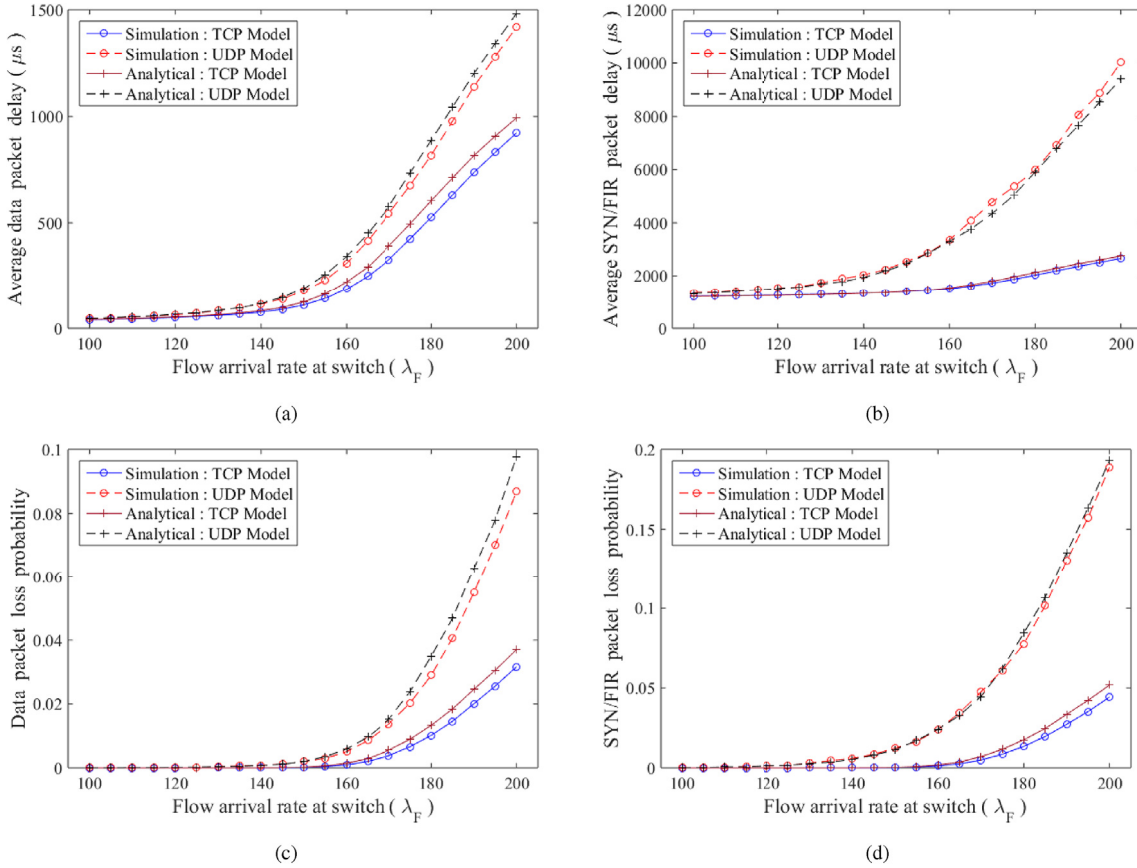 1500
1000
500
0
100
120
140
160
180
200
Average data packet delay ( μs )
Flow arrival rate at switch ( λ_F )
Simulation : TCP Model
Simulation : UDP Model
Analytical : TCP Model
Analytical : UDP Model
(a)
12000
10000
8000
6000
4000
2000
0
100
120
140
160
180
200
Average SYN/FIR packet delay ( μs )
Flow arrival rate at switch ( λ_F )
Simulation : TCP Model
Simulation : UDP Model
Analytical : TCP Model
Analytical : UDP Model
(b)
0.1
0.08
0.06
0.04
0.02
0
100
120
140
160
180
200
Data packet loss probability
Flow arrival rate at switch ( λ_F )
Simulation : TCP Model
Simulation : UDP Model
Analytical : TCP Model
Analytical : UDP Model
(c)
0.2
0.15
0.1
0.05
0
100
120
140
160
180
200
SYN/FIR packet loss probability
Flow arrival rate at switch ( λ_F )
Simulation : TCP Model
Simulation : UDP Model
Analytical : TCP Model
Analytical : UDP Model
(d)